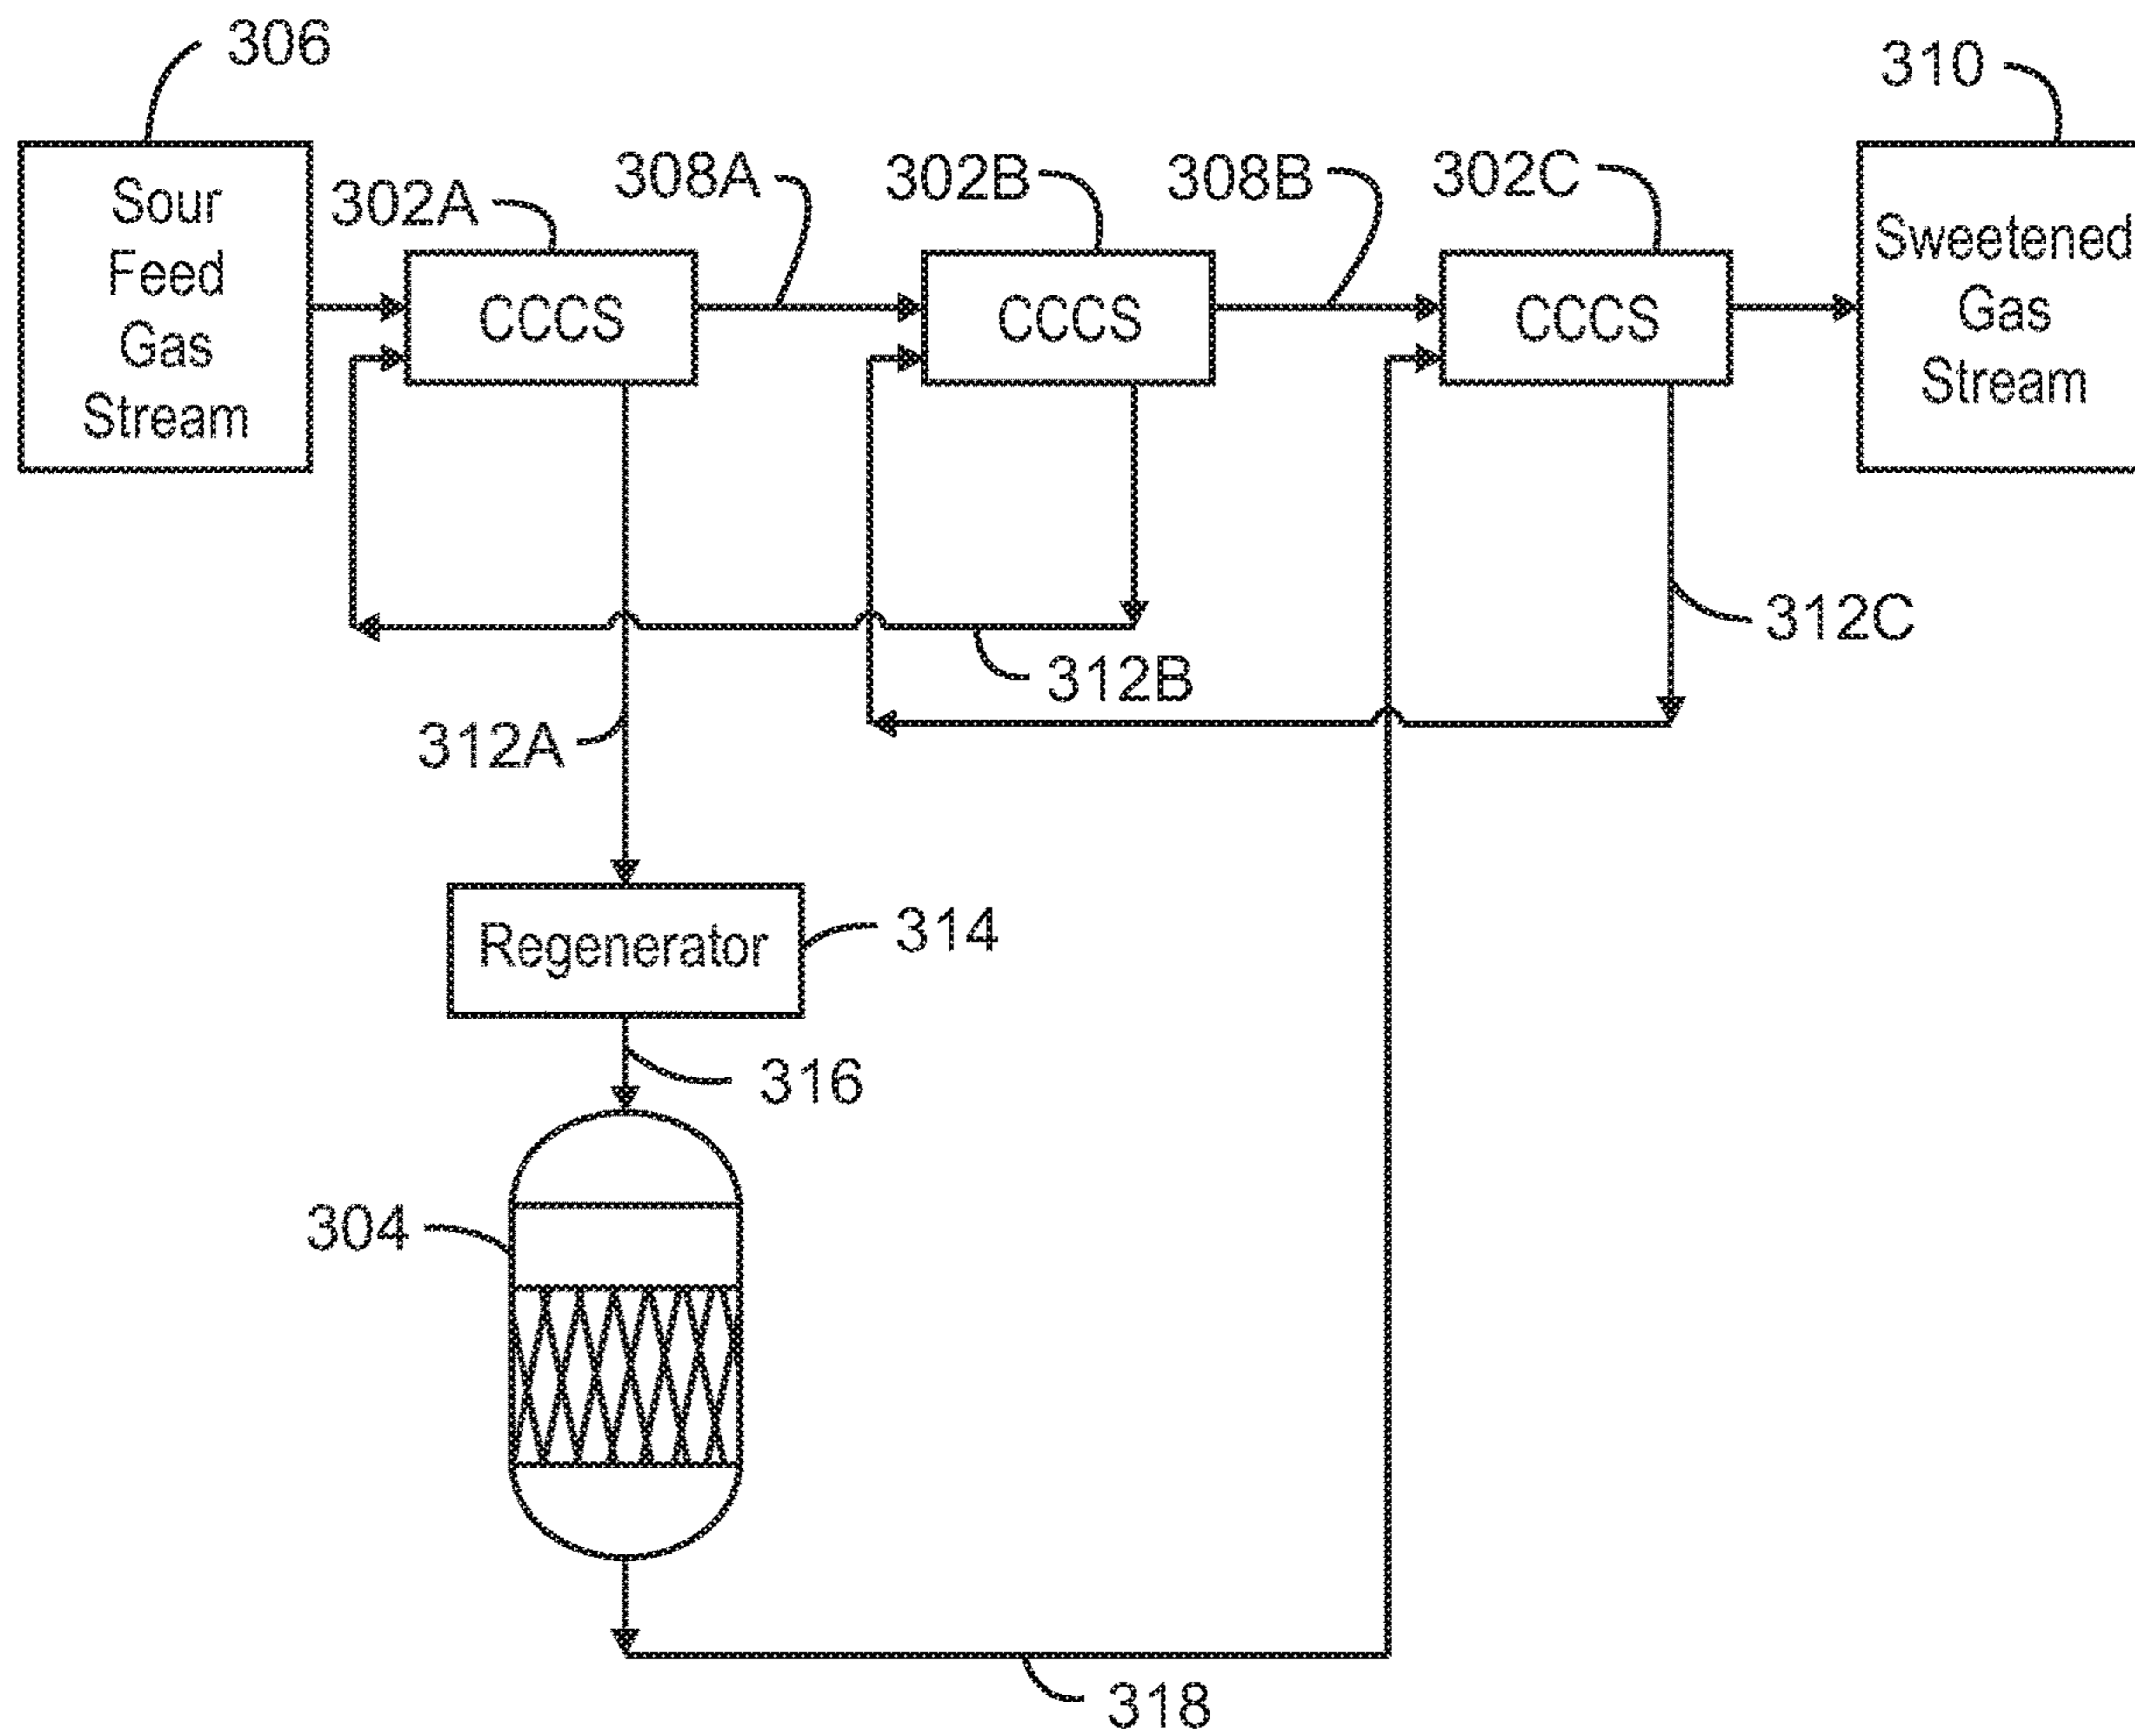 306
310
Sour
Feed
Gas
Stream
302A
308A
302B
308B
302C
Sweetened
Gas
Stream
CCCS
CCCS
CCCS
312C
312B
312A
Regenerator
314
316
304
318